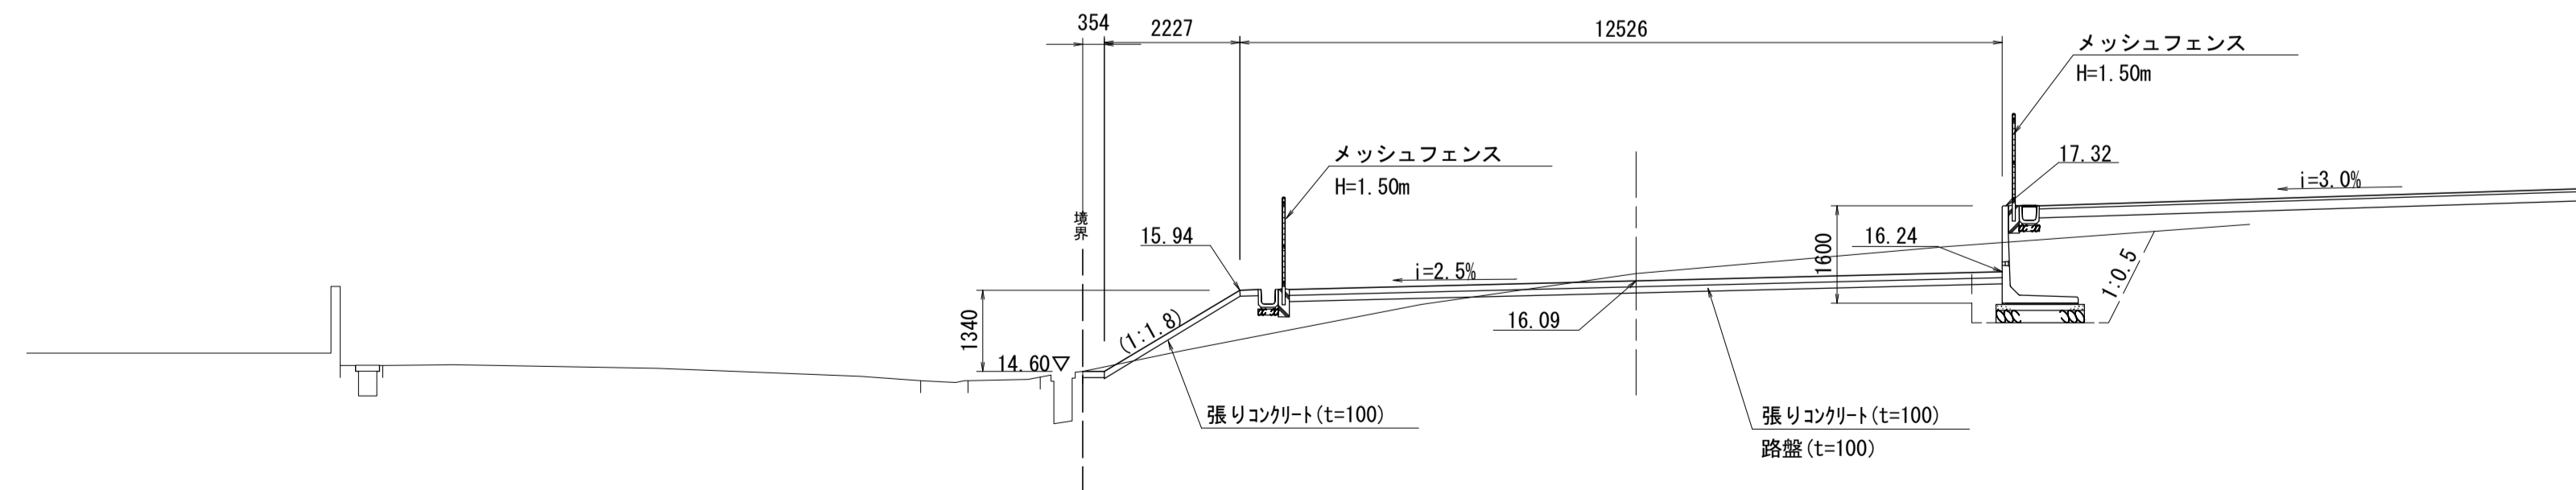 354
2227
12526
メッシュフェンス
H=1.50m
メッシュフェンス
H=1.50m
17.32
i=3.0%
境界
15.94
16.24
1600
i=2.5%
1:0.5
1340
(1:1.8)
16.09
14.60▽
張りコンクリート(t=100)
張りコンクリート(t=100)
路盤(t=100)